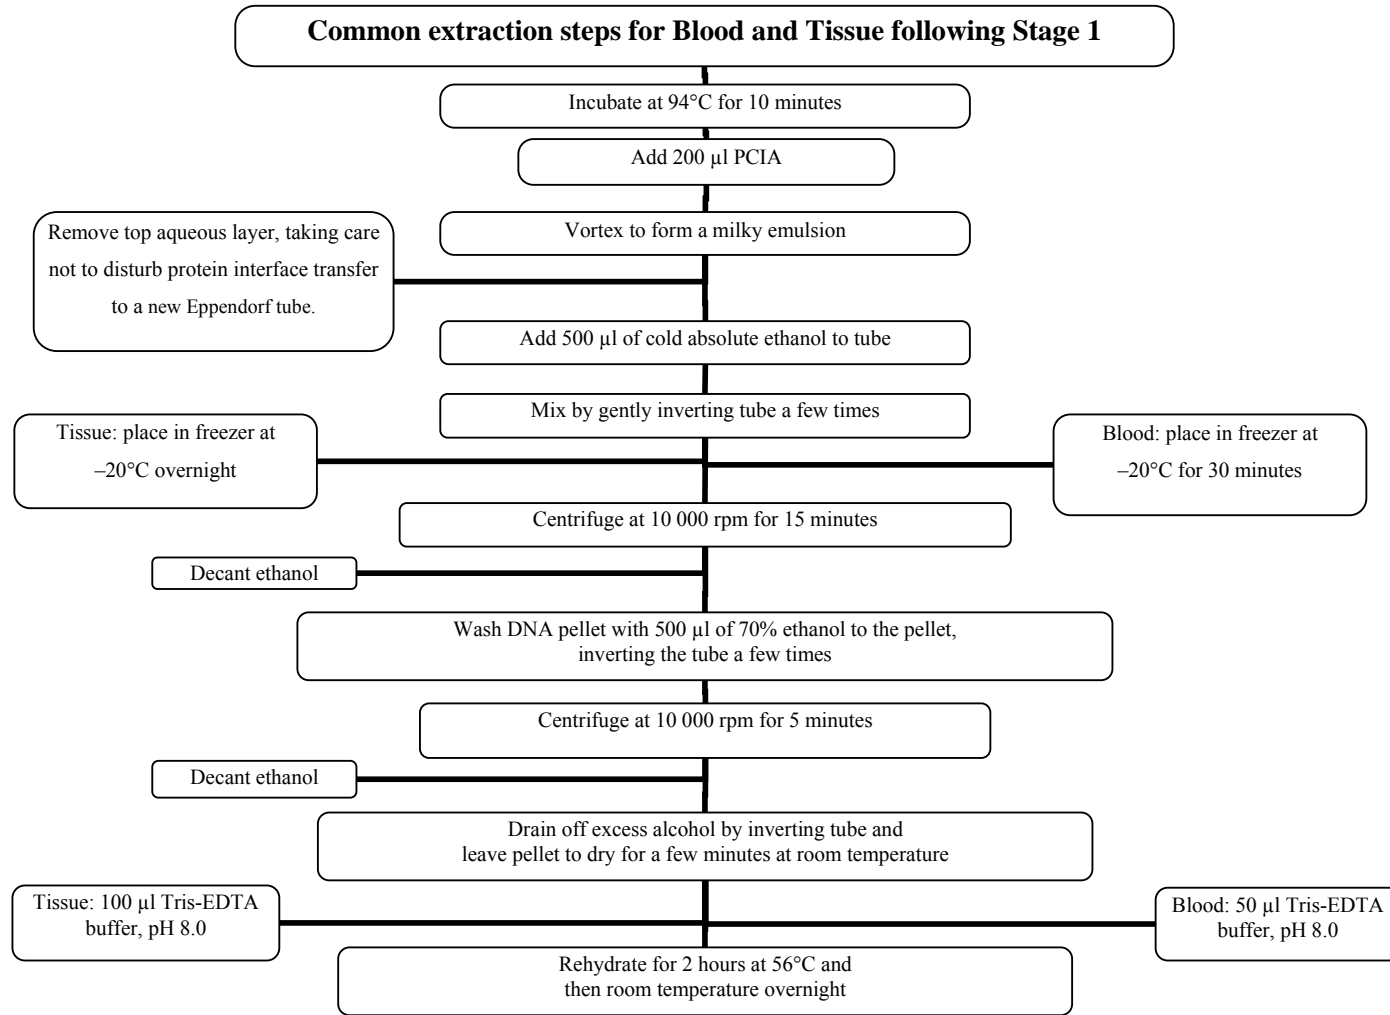 Common extraction steps for Blood and Tissue following Stage 1
Incubate at 94°C for 10 minutes
Add 200 µl PCIA
Vortex to form a milky emulsion
Remove top aqueous layer, taking care
not to disturb protein interface transfer
to a new Eppendorf tube.
Add 500 µl of cold absolute ethanol to tube
Mix by gently inverting tube a few times
Tissue: place in freezer at
–20°C overnight
Blood: place in freezer at
–20°C for 30 minutes
Centrifuge at 10 000 rpm for 15 minutes
Decant ethanol
Wash DNA pellet with 500 µl of 70% ethanol to the pellet,
inverting the tube a few times
Centrifuge at 10 000 rpm for 5 minutes
Decant ethanol
Drain off excess alcohol by inverting tube and
leave pellet to dry for a few minutes at room temperature
Tissue: 100 µl Tris-EDTA
buffer, pH 8.0
Blood: 50 µl Tris-EDTA
buffer, pH 8.0
Rehydrate for 2 hours at 56°C and
then room temperature overnight